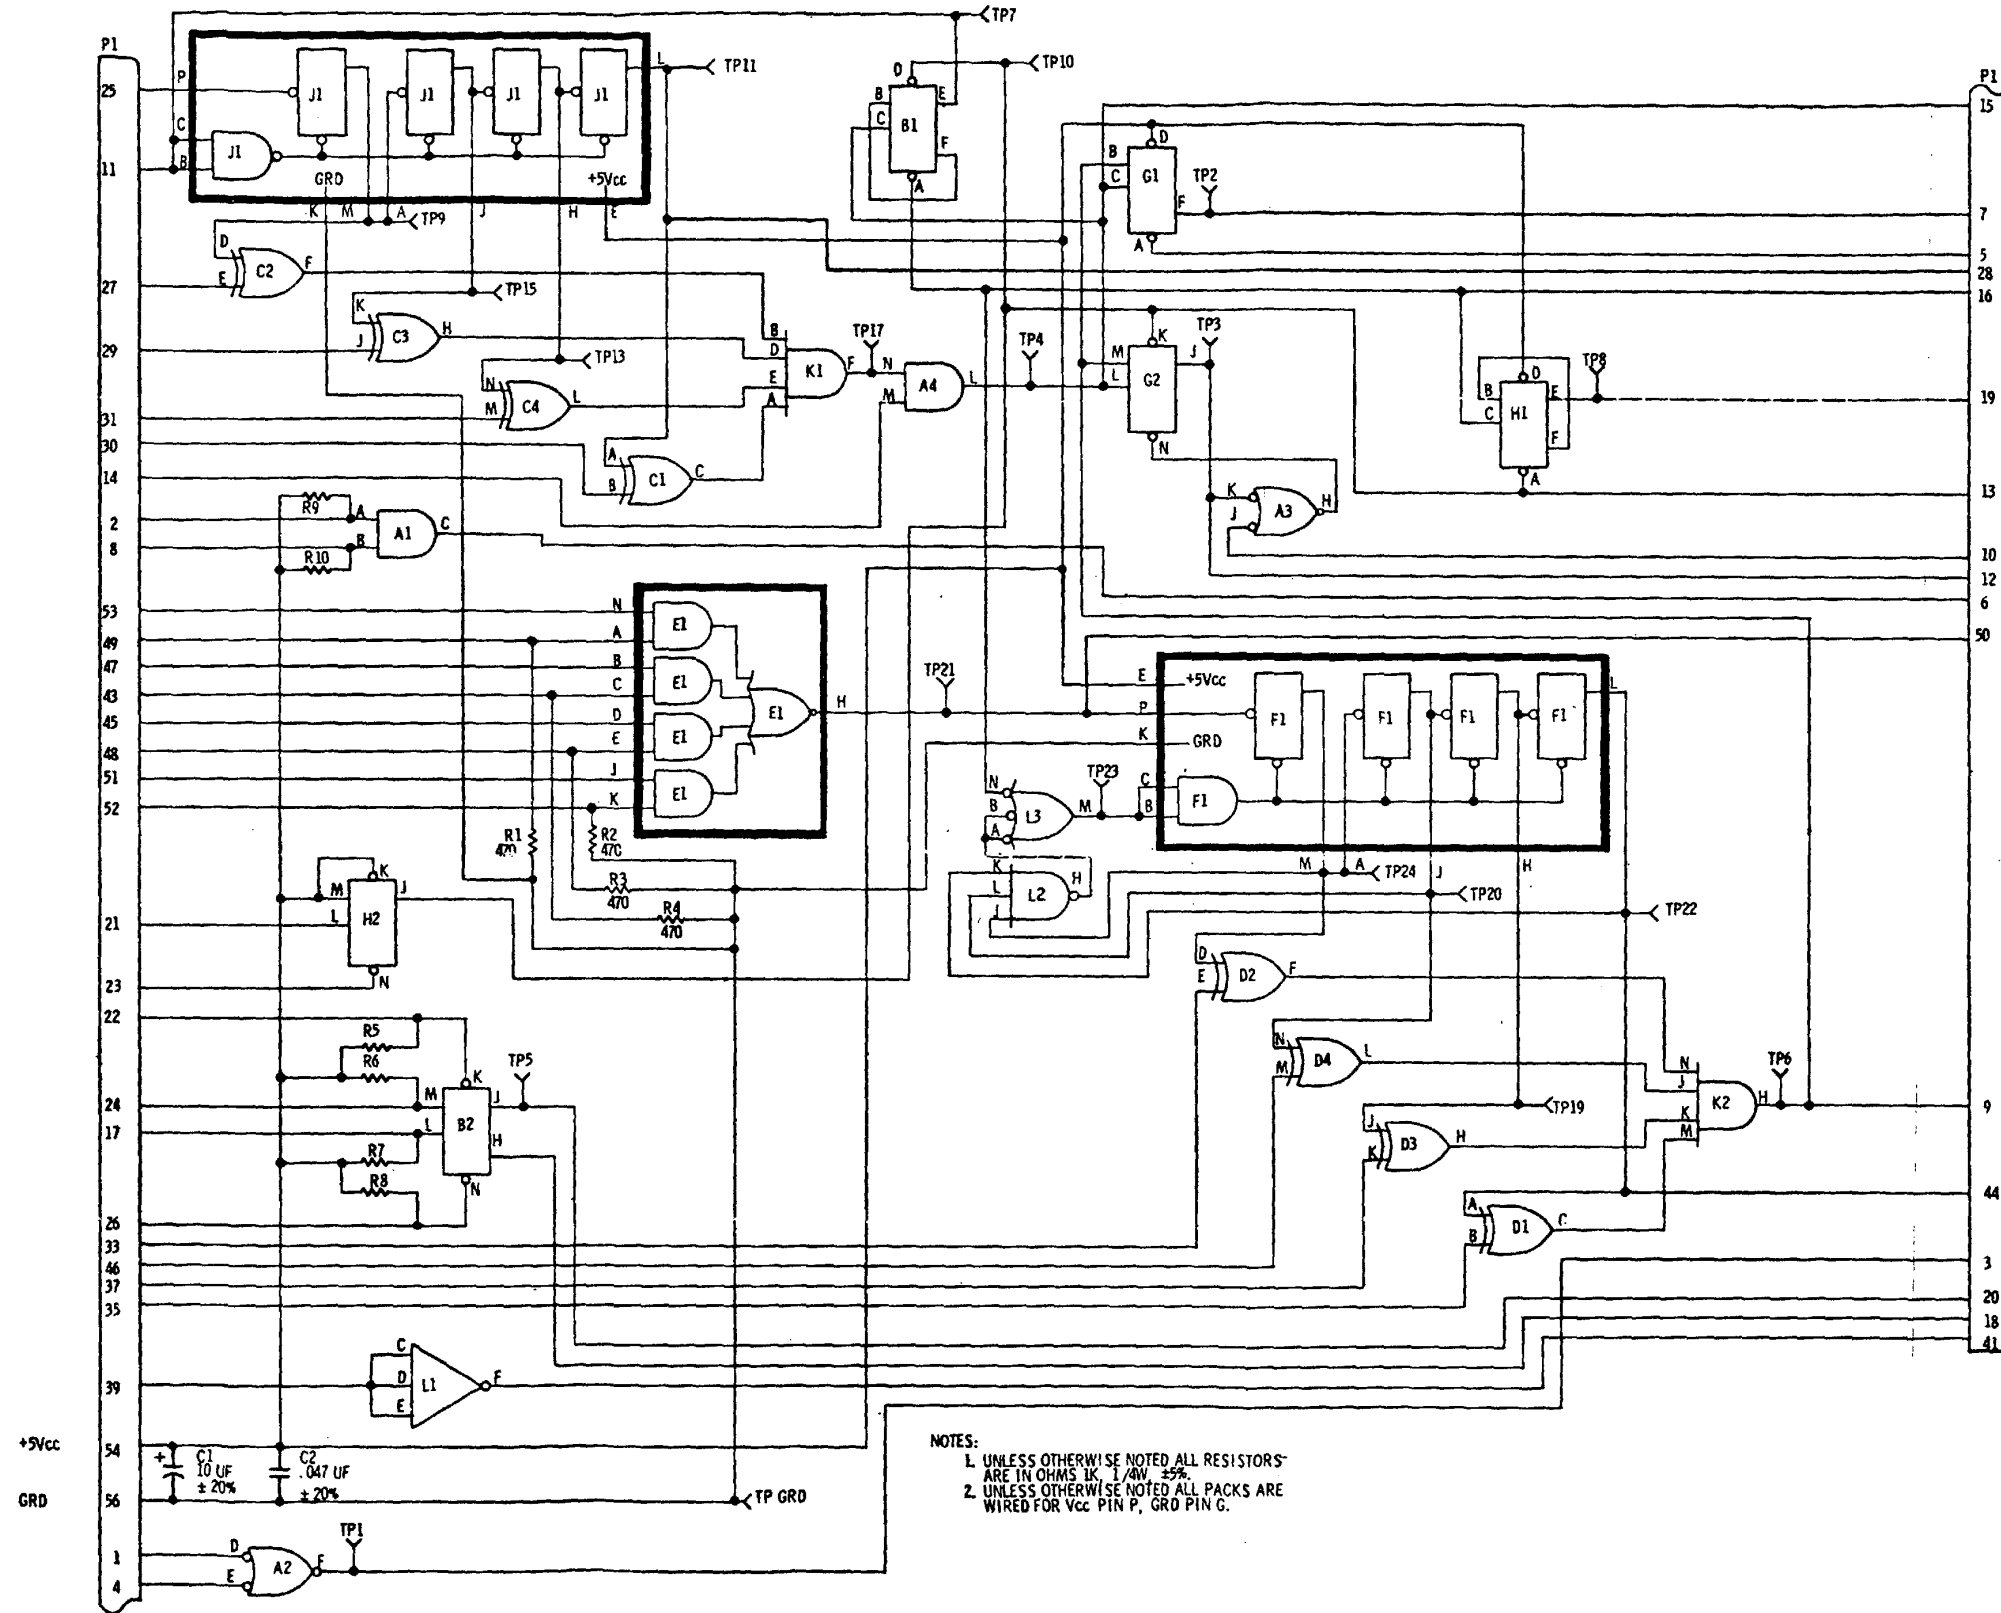 TP7
P1
TP11
TP10
P1
25
P
J1
J1
J1
J1
L
D
B
E
C
B1
F
A
15
C
J1
11
B
GRD
+5Vcc
K
M
A
TP9
J
H
E
D
B
C
G1
F
A
TP2
7
5
28
16
D
E
C2
F
27
TP15
K
J
C3
H
29
TP13
N
M
C4
L
31
30
14
B
D
E
A
K1
F
TP17
N
M
A4
L
TP4
K
M
L
G2
J
N
TP3
D
B
C
H1
E
F
A
TP8
19
13
A
B
C1
C
K
J
A3
H
R9
2
8
A
B
A1
C
R10
10
12
6
50
53
49
47
43
45
48
51
52
N
A
B
C
D
E
J
K
E1
E1
E1
E1
E1
H
TP21
E
+5Vcc
P
K
GRD
F1
F1
F1
F1
L
C
B
F1
TP23
N
B
A
L3
M
R1
470
R2
470
R3
470
R4
470
M
A
TP24
J
H
TP20
TP22
K
L
J
L2
H
K
M
L
H2
J
N
21
23
22
D
E
D2
F
R5
R6
24
17
M
L
K
B2
J
H
N
TP5
R7
R8
26
N
M
D4
L
TP19
J
K
D3
H
N
J
K
M
K2
H
TP6
9
44
A
B
D1
C
33
46
37
35
3
20
18
41
39
C
D
E
L1
F
+5Vcc
54
+
C1
10 UF
± 20%
C2
.047 UF
± 20%
GRD
56
TP GRD
NOTES:
1. UNLESS OTHERWISE NOTED ALL RESISTORS
ARE IN OHMS 1K, 1/4W, ±5%.
2. UNLESS OTHERWISE NOTED ALL PACKS ARE
WIRED FOR Vcc PIN P, GRD PIN G.
TP1
1
4
D
E
A2
F